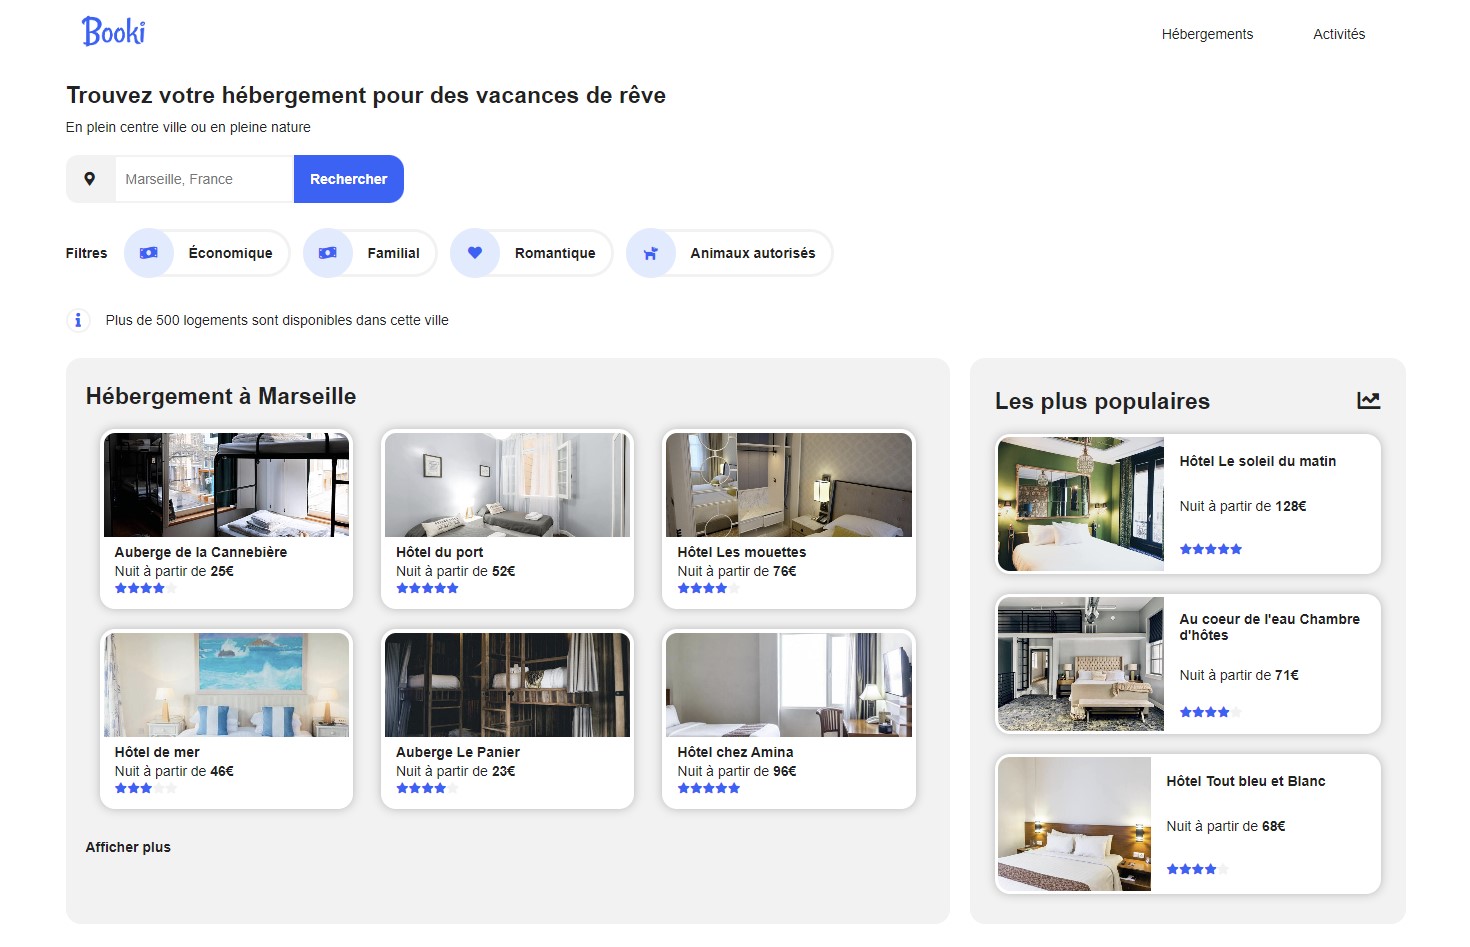 Booki
Hébergements
Activités
Trouvez votre hébergement pour des vacances de rêve
En plein centre ville ou en pleine nature
Marseille, France
Rechercher
Filtres
Économique
Familial
Romantique
Animaux autorisés
Plus de 500 logements sont disponibles dans cette ville
Hébergement à Marseille
Auberge de la Cannebière
Nuit à partir de 25€
Hôtel du port
Nuit à partir de 52€
Hôtel Les mouettes
Nuit à partir de 76€
Hôtel de mer
Nuit à partir de 46€
Auberge Le Panier
Nuit à partir de 23€
Hôtel chez Amina
Nuit à partir de 96€
Afficher plus
Les plus populaires
Hôtel Le soleil du matin
Nuit à partir de 128€
Au coeur de l'eau Chambre
d'hôtes
Nuit à partir de 71€
Hôtel Tout bleu et Blanc
Nuit à partir de 68€